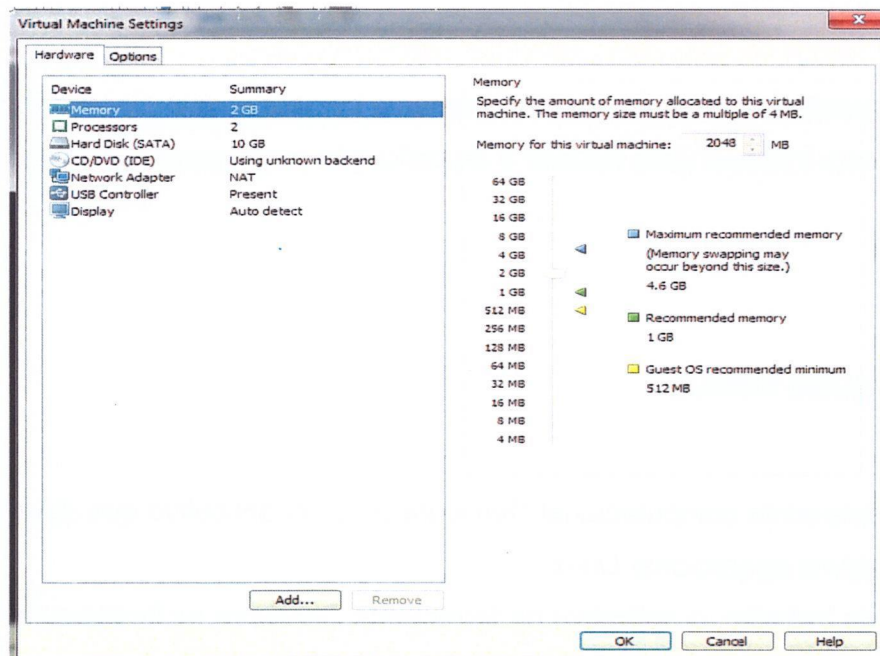 Virtual Machine Settings
Hardware Options
Device Summary
Memory 2 GB
Processors 2
Hard Disk (SATA) 10 GB
CD/DVD (IDE) Using unknown backend
Network Adapter NAT
USB Controller Present
Display Auto detect
Add... Remove
Memory
Specify the amount of memory allocated to this virtual
machine. The memory size must be a multiple of 4 MB.
Memory for this virtual machine: 2048 MB
64 GB
32 GB
16 GB
8 GB
4 GB
2 GB
1 GB
512 MB
256 MB
128 MB
64 MB
32 MB
16 MB
8 MB
4 MB
Maximum recommended memory
(Memory swapping may
occur beyond this size.)
4.6 GB
Recommended memory
1 GB
Guest OS recommended minimum
512 MB
OK Cancel Help